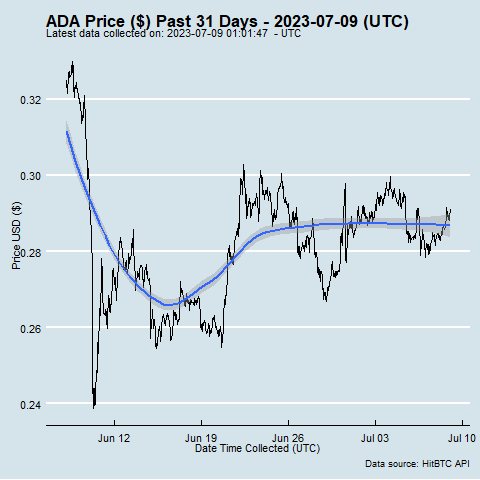 ADA Price ($) Past 31 Days - 2023-07-09 (UTC)
Latest data collected on: 2023-07-09 01:01:47 - UTC
0.32
0.30
0.28
0.26
0.24
Price USD ($)
Jun 12
Jun 19
Jun 26
Jul 03
Jul 10
Date Time Collected (UTC)
Data source: HitBTC API